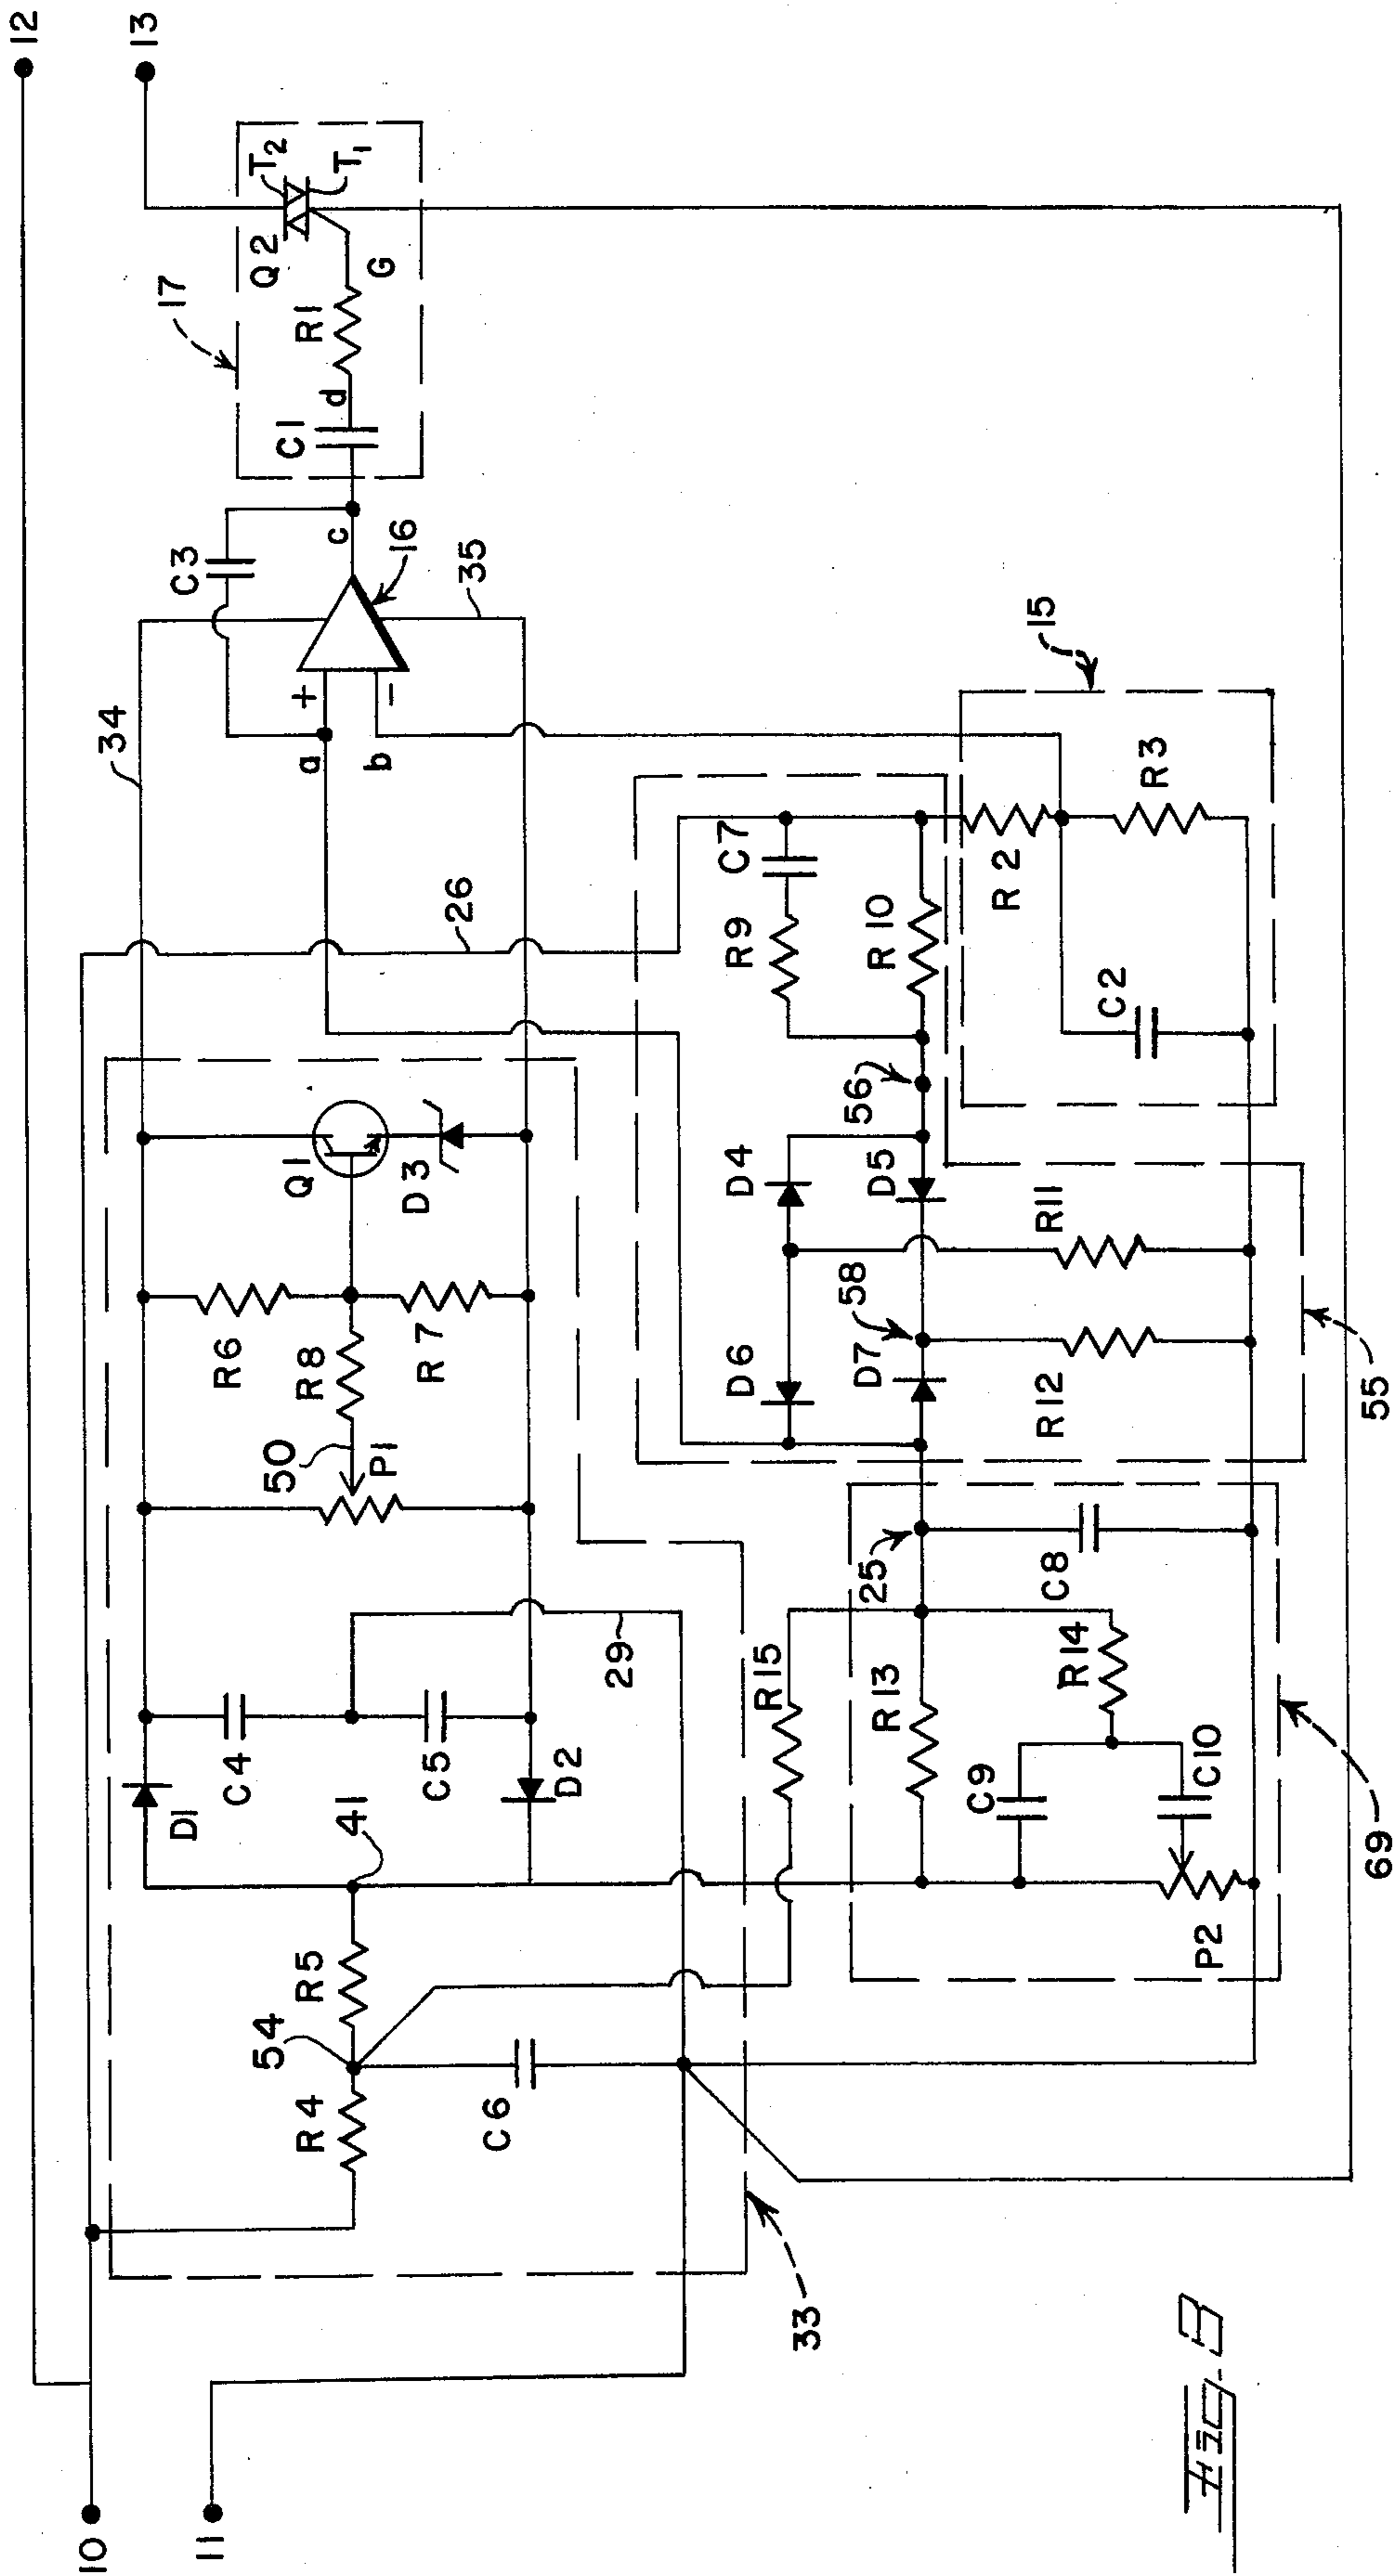 12
13
17
T2
T1
Q2
G
R1
d
C1
C3
c
16
35
34
+
−
a
b
26
15
R3
R2
C2
C7
R9
R10
56
D4
D5
R11
58
D6
D7
R12
55
Q1
D3
R6
R8
R7
50
P1
25
C8
29
R15
R13
R14
C4
C5
D1
D2
41
C9
C10
P2
69
R5
54
R4
C6
33
10
11
Fig. 3